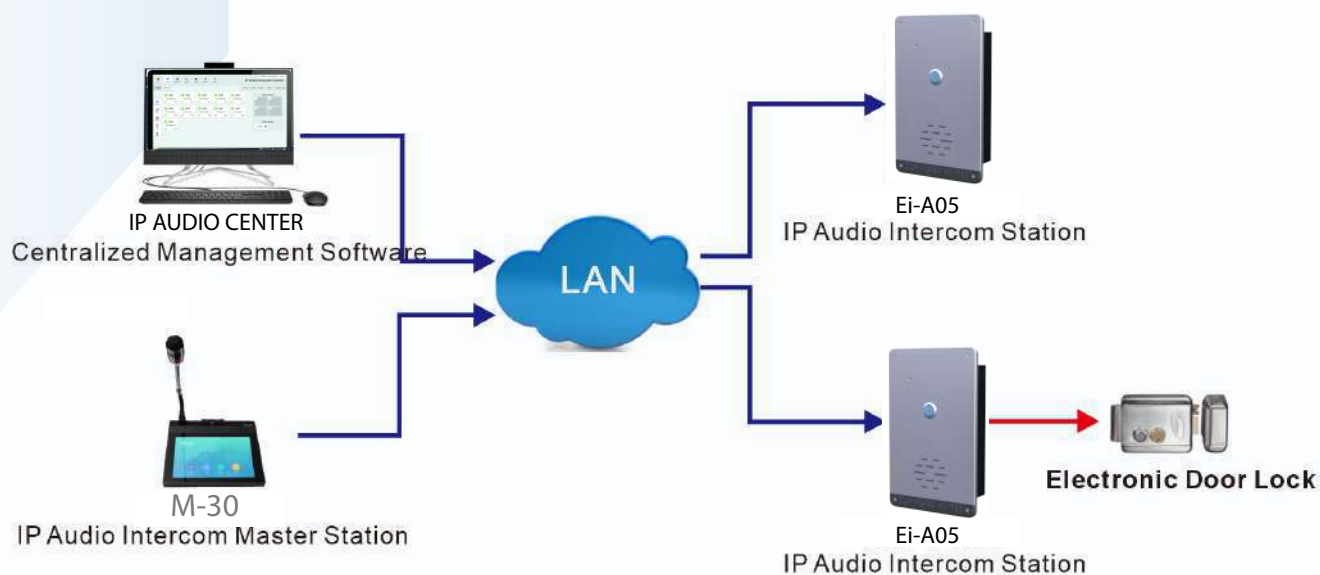 IP AUDIO CENTER
Centralized Management Software
M-30
IP Audio Intercom Master Station
LAN
Ei-A05
IP Audio Intercom Station
Ei-A05
IP Audio Intercom Station
Electronic Door Lock